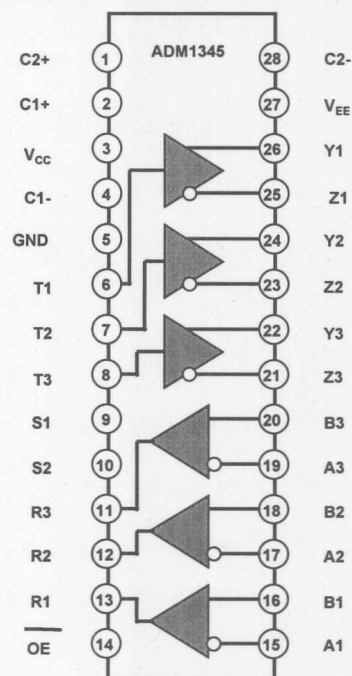 ADM1345
C2+ 1 28 C2-
C1+ 2 27 VEE
VCC 3 26 Y1
C1- 4 25 Z1
GND 5 24 Y2
T1 6 23 Z2
T2 7 22 Y3
T3 8 21 Z3
S1 9 20 B3
S2 10 19 A3
R3 11 18 B2
R2 12 17 A2
R1 13 16 B1
OE 14 15 A1